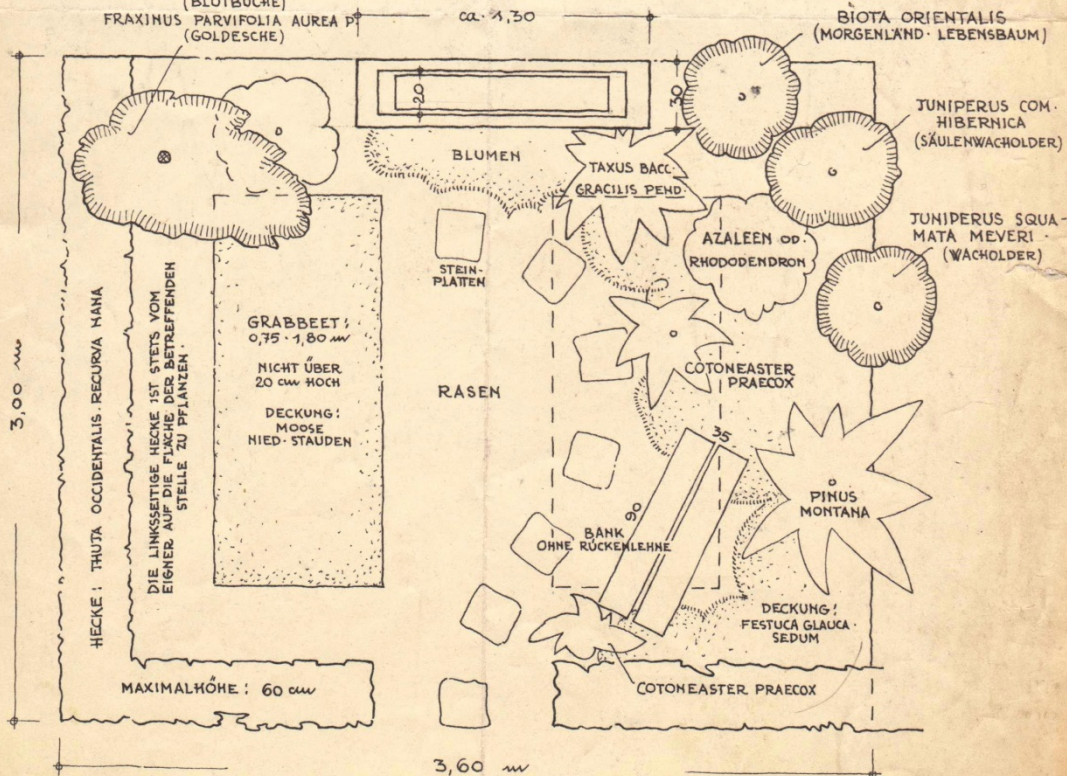 (BLUTBUCHE)
FRAXINUS PARVIFOLIA AUREA P
(GOLDESCHE)
ca. 1,30
BIOTA ORIENTALIS
(MORGENLÄND. LEBENSBAUM)
20
30
JUNIPERUS COM.
HIBERNICA
(SÄULENWACHOLDER)
BLUMEN
TAXUS BACC.
GRACILIS PEND.
JUNIPERUS SQUA-
MATA MEVERI.
(WACHOLDER)
AZALEEN OD.
RHODODENDRON
STEIN-
PLATTEN
3,00 m
HECKE: THUJA OCCIDENTALIS. RECURVA NANA
DIE LINKSSEITIGE HECKE IST STETS VOM
EIGNER AUF DIE FLÄCHE DER BETREFFENDEN
STELLE ZU PFLANZEN.
GRABBEET:
0,75 · 1,80 m
NICHT ÜBER
20 cm HOCH
DECKUNG:
MOOSE
NIED. STAUDEN
RASEN
COTONEASTER
PRAECOX
35
90
PINUS
MONTANA
BANK
OHNE RÜCKENLEHNE
DECKUNG:
FESTUCA GLAUCA.
SEDUM
MAXIMALHÖHE: 60 cm
COTONEASTER PRAECOX
3,60 m